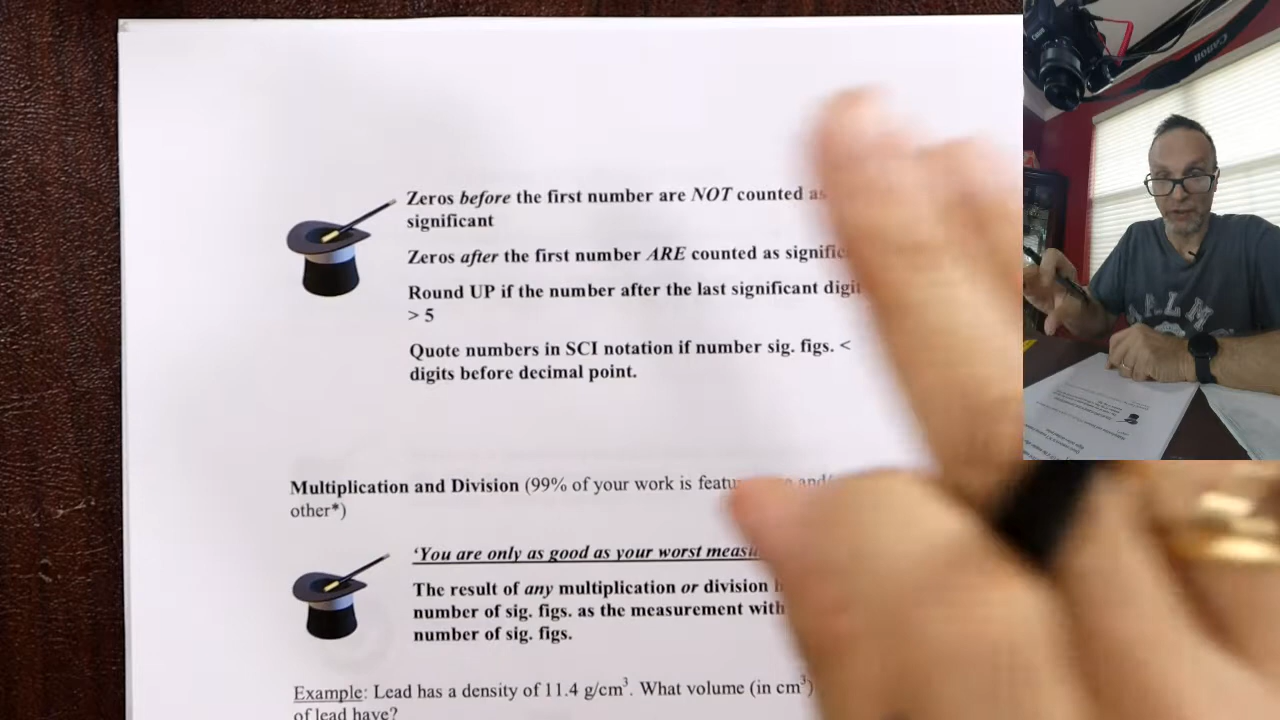 Zeros before the first number are NOT counted as
significant
Zeros after the first number ARE counted as
Round UP if the number after the last significant
> 5
Quote numbers in SCI notation if number sig. figs. <
digits before decimal point.
Multiplication and Division (99% of your work is
other*)
‘You are only as good as your worst
The result of any multiplication or division
number of sig. figs. as the measurement with
number of sig. figs.
Example: Lead has a density of 11.4 g/cm³. What volume (in cm³)
of lead have?
Canon